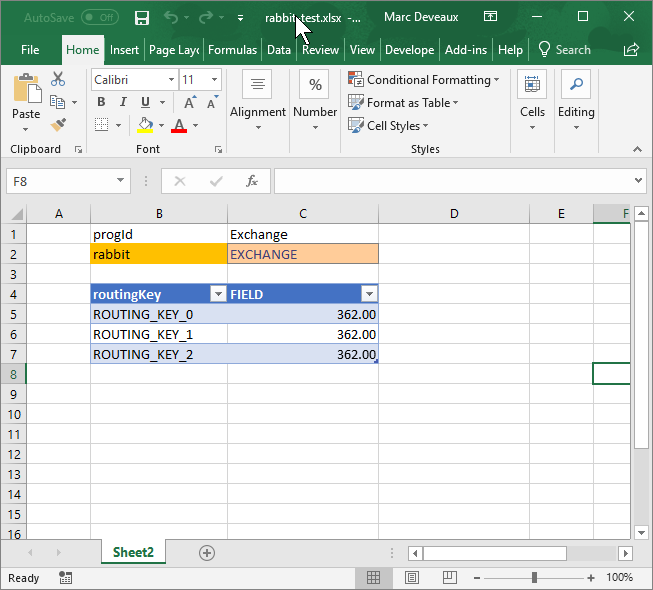 AutoSave Off rabbit_test.xlsx -... Marc Deveaux
File Home Insert Page Layo Formulas Data Review View Develope Add-ins Help Search
Calibri 11
Paste B I U A A A % Alignment Number Conditional Formatting Format as Table Cell Styles Cells Editing
Clipboard Font Styles
F8 fx
A B C D E F
1 progId Exchange
2 rabbit EXCHANGE
3
4 routingKey FIELD
5 ROUTING_KEY_0 362.00
6 ROUTING_KEY_1 362.00
7 ROUTING_KEY_2 362.00
8
9
10
11
12
13
14
15
16
Sheet2
Ready 100%